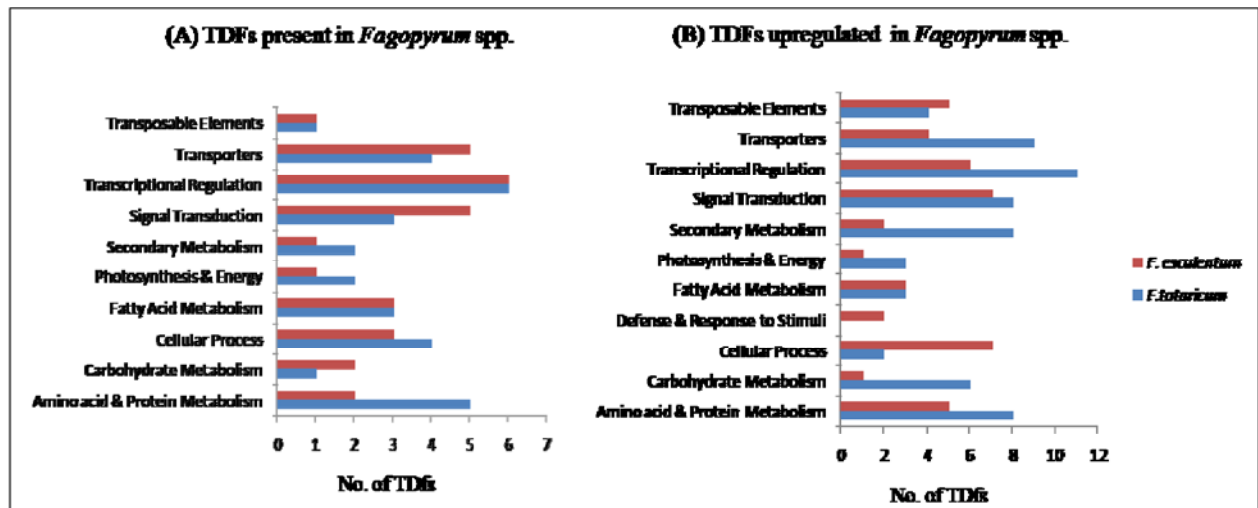 (A) TDFs present in Fagopyrum spp.
Transposable Elements
Transporters
Transcriptional Regulation
Signal Transduction
Secondary Metabolism
Photosynthesis & Energy
Fatty Acid Metabolism
Cellular Process
Carbohydrate Metabolism
Amino acid & Protein Metabolism
0 1 2 3 4 5 6 7
No. of TDfs
(B) TDFs upregulated in Fagopyrum spp.
Transposable Elements
Transporters
Transcriptional Regulation
Signal Transduction
Secondary Metabolism
Photosynthesis & Energy
Fatty Acid Metabolism
Defense & Response to Stimuli
Cellular Process
Carbohydrate Metabolism
Amino acid & Protein Metabolism
0 2 4 6 8 10 12
No. of TDfs
F. esculentum
F.tataricum